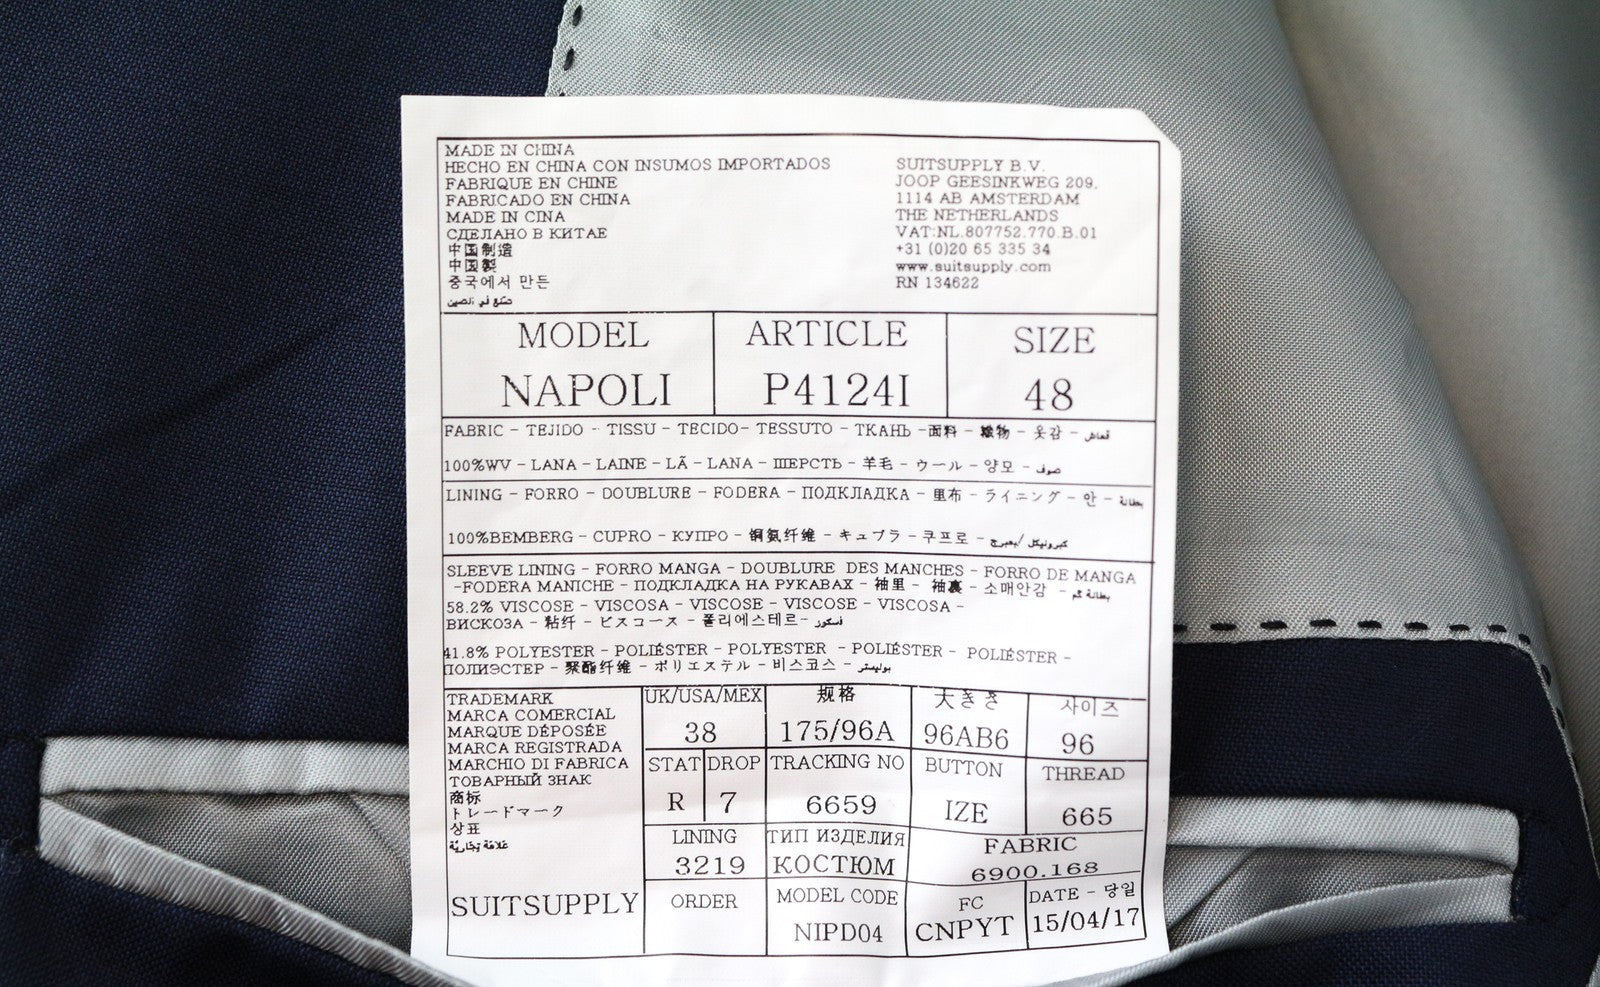 MADE IN CHINA
HECHO EN CHINA CON INSUMOS IMPORTADOS
FABRIQUE EN CHINE
FABRICADO EN CHINA
MADE IN CINA
СДЕЛАНО В КИТАЕ
中国制造
中国製
중국에서 만든
صنع في الصين
SUITSUPPLY B.V.
JOOP GEESINKWEG 209,
1114 AB AMSTERDAM
THE NETHERLANDS
VAT:NL.807752.770.B.01
+31 (0)20 65 335 34
www.suitsupply.com
RN 134622
MODEL
NAPOLI
ARTICLE
P4124I
SIZE
48
FABRIC - TEJIDO - TISSU - TECIDO- TESSUTO - ТКАНЬ -面料 - 織物 - 옷감 - قماش
100%WV - LANA - LAINE - LÃ - LANA - ШЕРСТЬ - 羊毛 - ウール - 양모 - صوف
LINING - FORRO - DOUBLURE - FODERA - ПОДКЛАДКА - 里布 - ライニング - 안 - بطانة
100%BEMBERG - CUPRO - КУПРО - 铜氨纤维 - キュプラ - 쿠프로 -
SLEEVE LINING - FORRO MANGA - DOUBLURE DES MANCHES - FORRO DE MANGA
-FODERA MANICHE - ПОДКЛАДКА НА РУКАВАХ - 袖里 - 袖裏 - 소매안감 - بطانة كم
58.2% VISCOSE - VISCOSA - VISCOSE - VISCOSE - VISCOSA -
ВИСКОЗА - 粘纤 - ビスコース - 폴리에스테르- فسكوز
41.8% POLYESTER - POLIÉSTER - POLYESTER - POLIÉSTER - POLIÉSTER -
ПОЛИЭСТЕР - 聚酯纤维 - ポリエステル - 비스코스 - بوليستر
TRADEMARK
MARCA COMERCIAL
MARQUE DÉPOSÉE
MARCA REGISTRADA
MARCHIO DI FABRICA
ТОВАРНЫЙ ЗНАК
商标
トレードマーク
상표
علامة تجارية
SUITSUPPLY
UK/USA/MEX
38
规格
175/96A
大きさ
96AB6
사이즈
96
STAT
R
DROP
7
TRACKING NO
6659
BUTTON
IZE
THREAD
665
LINING
3219
ТИП ИЗДЕЛИЯ
КОСТЮМ
FABRIC
6900.168
ORDER
MODEL CODE
NIPD04
FC
CNPYT
DATE - 당일
15/04/17